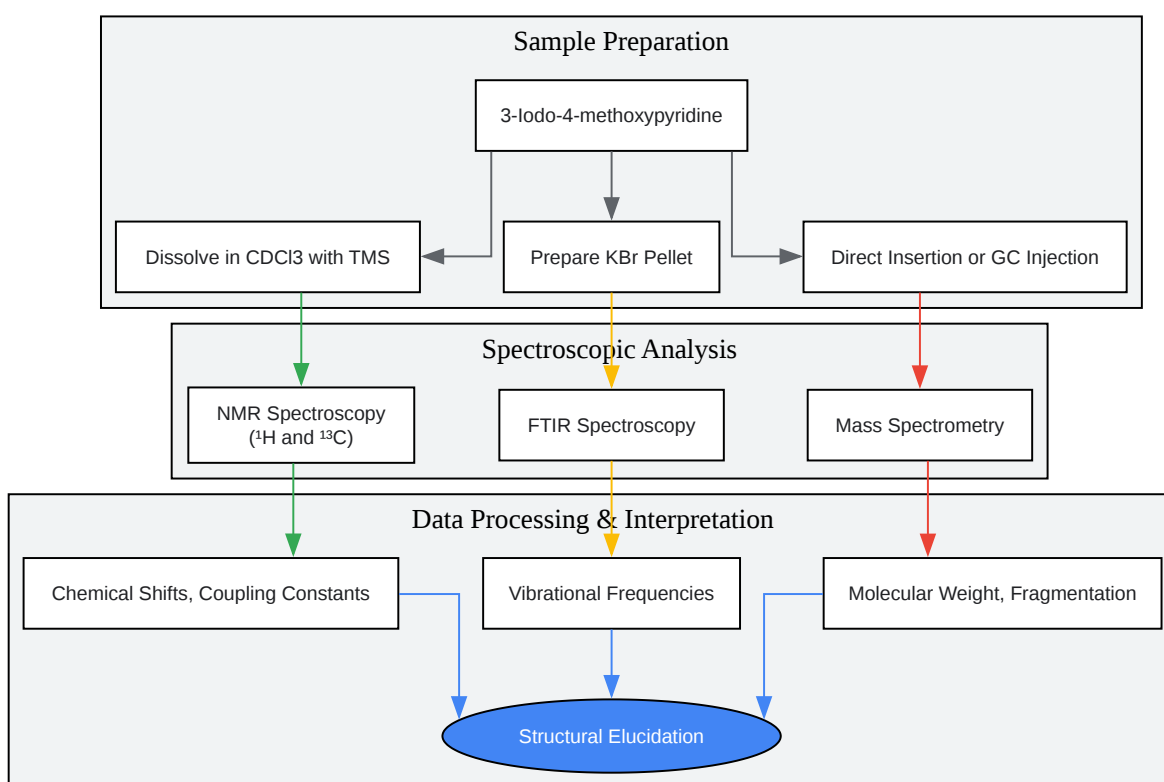 Sample Preparation
3-Iodo-4-methoxypyridine
Dissolve in CDCl3 with TMS
Prepare KBr Pellet
Direct Insertion or GC Injection
Spectroscopic Analysis
NMR Spectroscopy
(¹H and ¹³C)
FTIR Spectroscopy
Mass Spectrometry
Data Processing & Interpretation
Chemical Shifts, Coupling Constants
Vibrational Frequencies
Molecular Weight, Fragmentation
Structural Elucidation